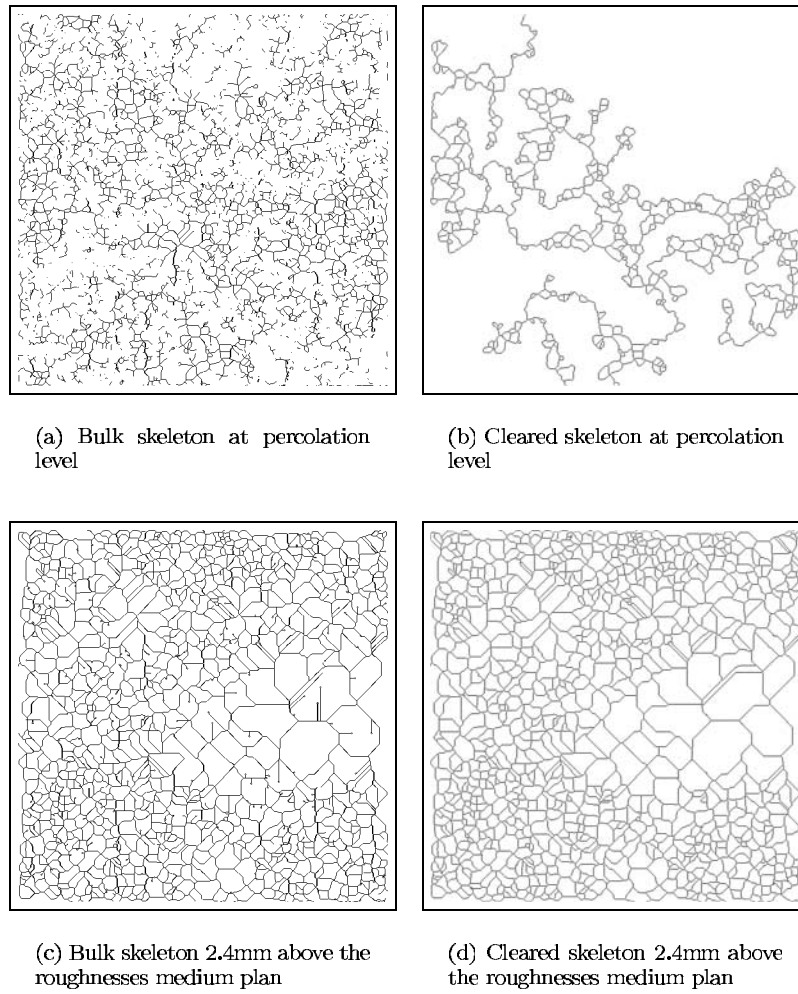 (a) Bulk skeleton at percolation
level
(b) Cleared skeleton at percolation
level
(c) Bulk skeleton 2.4mm above the
roughnesses medium plan
(d) Cleared skeleton 2.4mm above
the roughnesses medium plan